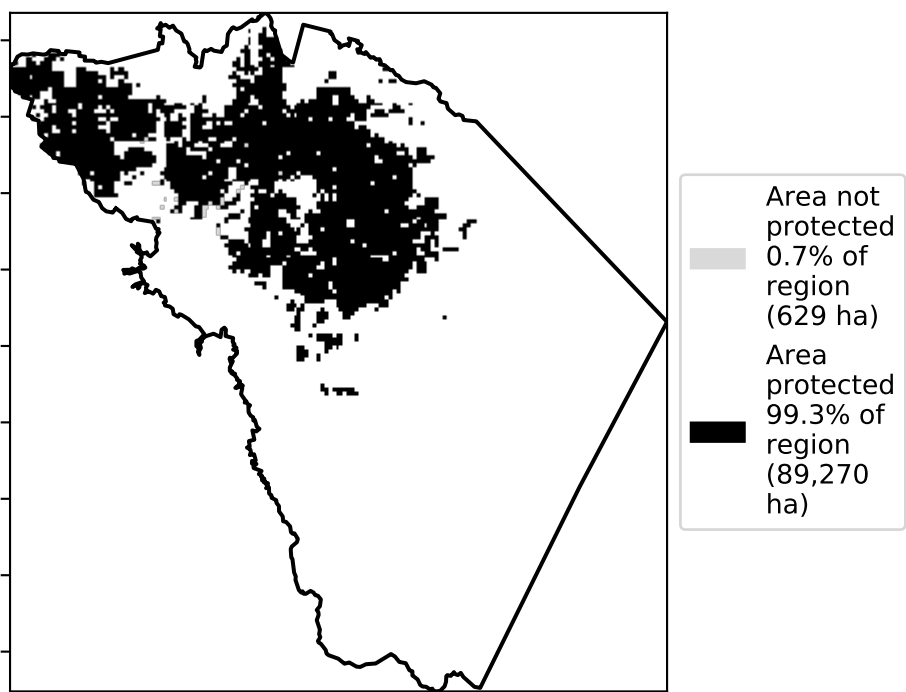 Area not
protected
0.7% of
region
(629 ha)
Area
protected
99.3% of
region
(89,270
ha)